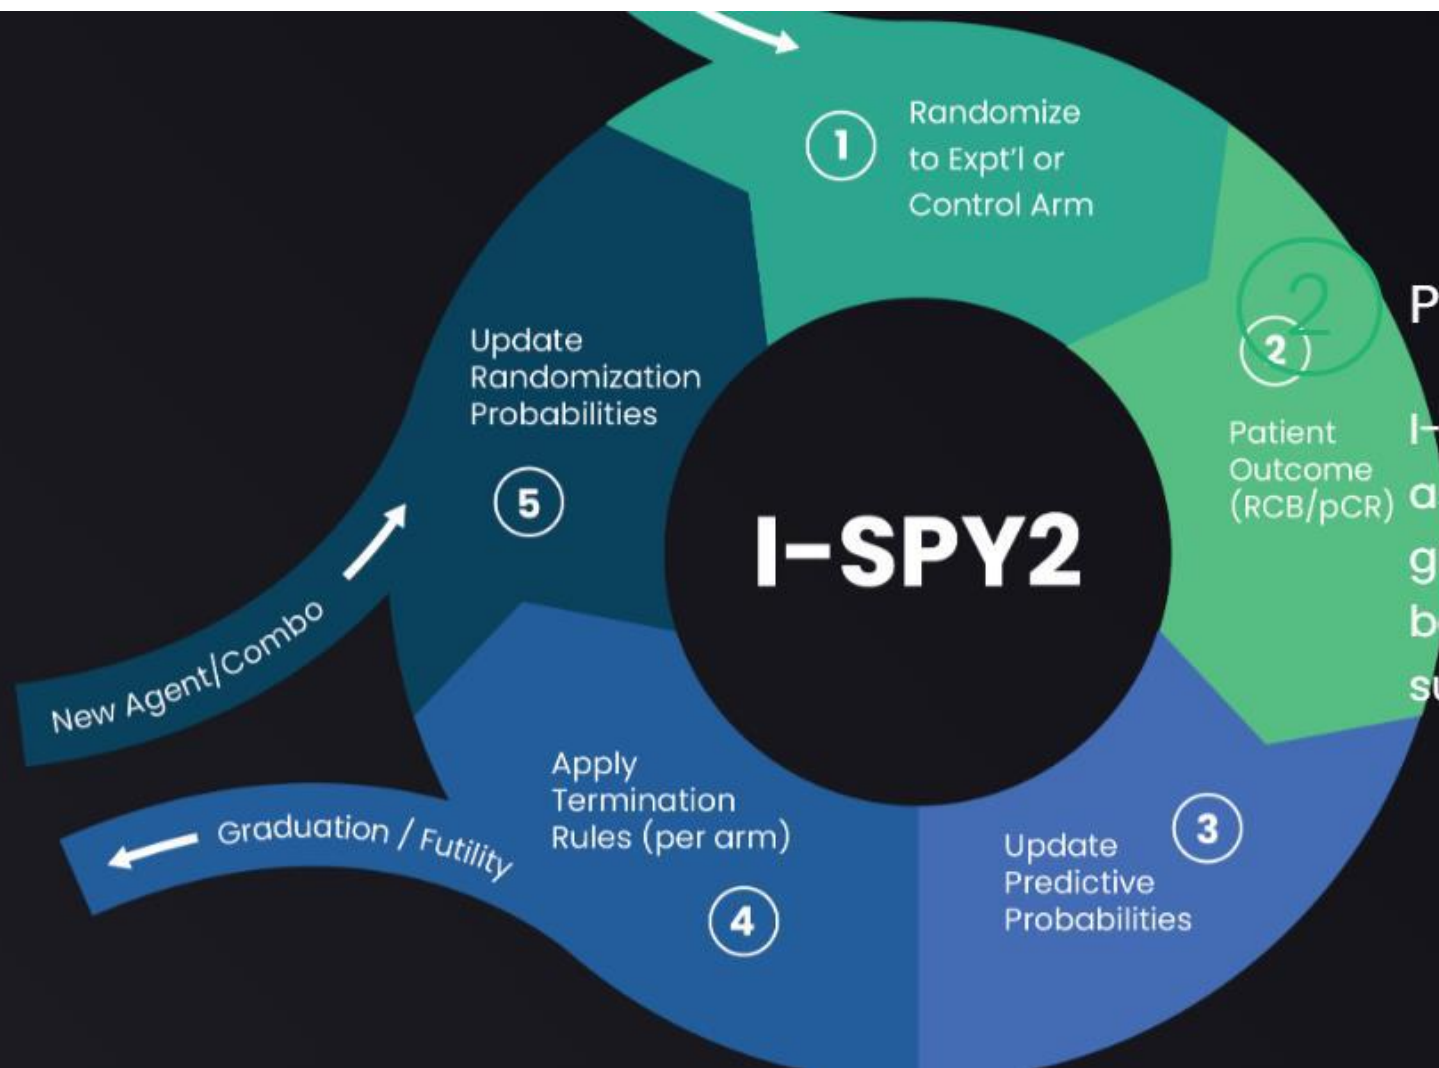 1
Randomize
to Expt'l or
Control Arm
2
2
Patient
Outcome
(RCB/pCR)
3
Update
Predictive
Probabilities
Apply
Termination
Rules (per arm)
4
Graduation / Futility
Update
Randomization
Probabilities
5
New Agent/Combo
I-SPY2